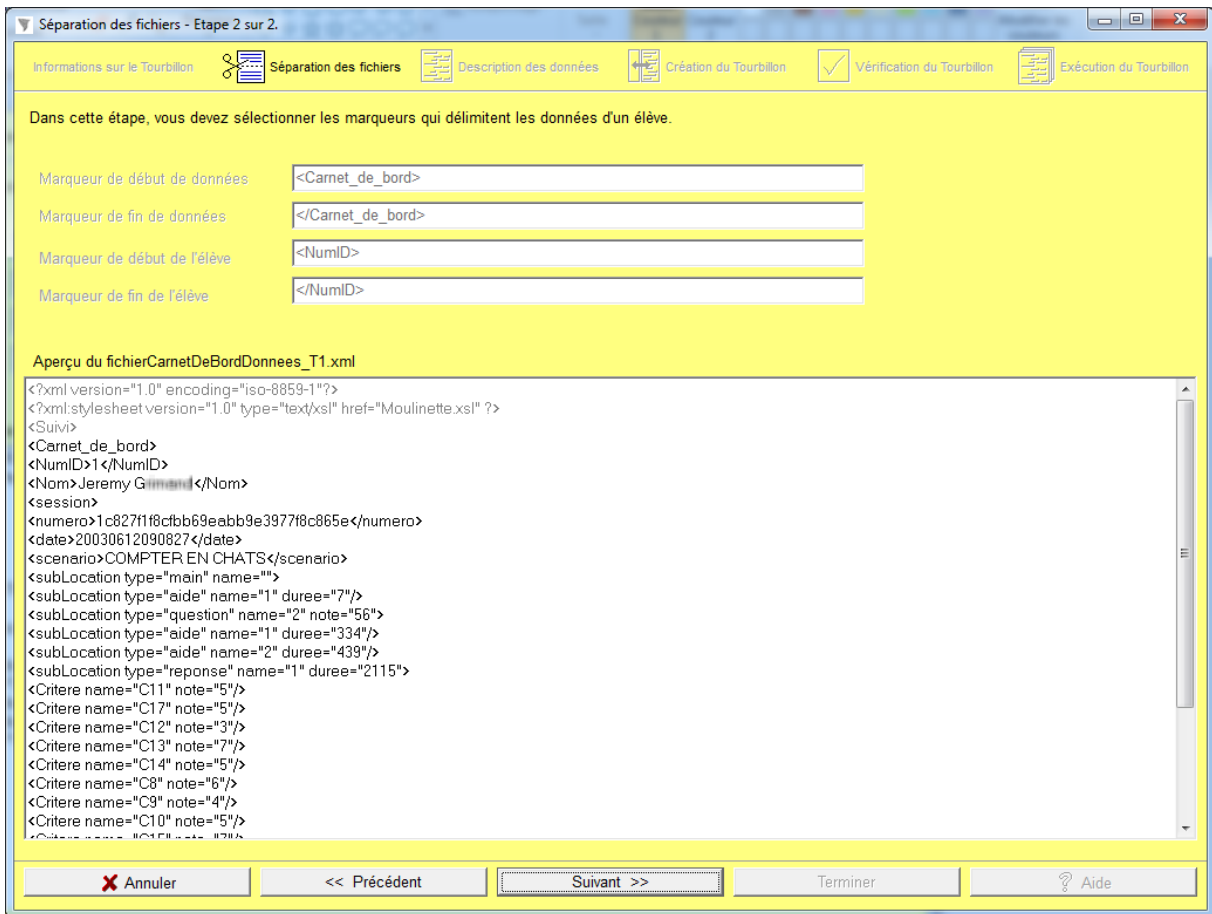 Séparation des fichiers - Etape 2 sur 2.
Informations sur le Tourbillon Séparation des fichiers Description des données Création du Tourbillon Vérification du Tourbillon Exécution du Tourbillon
Dans cette étape, vous devez sélectionner les marqueurs qui délimitent les données d'un élève.
Marqueur de début de données <Carnet_de_bord>
Marqueur de fin de données </Carnet_de_bord>
Marqueur de début de l'élève <NumID>
Marqueur de fin de l'élève </NumID>
Aperçu du fichierCarnetDeBordDonnees_T1.xml
<?xml version="1.0" encoding="iso-8859-1"?>
<?xml:stylesheet version="1.0" type="text/xsl" href="Moulinette.xsl" ?>
<Suivi>
<Carnet_de_bord>
<NumID>1</NumID>
<Nom>Jeremy G</Nom>
<session>
<numero>1c827f1f8cfbb69eabb9e3977f8c865e</numero>
<date>20030612090827</date>
<scenario>COMPTER EN CHATS</scenario>
<subLocation type="main" name="">
<subLocation type="aide" name="1" duree="7"/>
<subLocation type="question" name="2" note="56">
<subLocation type="aide" name="1" duree="334"/>
<subLocation type="aide" name="2" duree="439"/>
<subLocation type="reponse" name="1" duree="2115">
<Critere name="C11" note="5"/>
<Critere name="C17" note="5"/>
<Critere name="C12" note="3"/>
<Critere name="C13" note="7"/>
<Critere name="C14" note="5"/>
<Critere name="C8" note="6"/>
<Critere name="C9" note="4"/>
<Critere name="C10" note="5"/>
<Critere name="C15" note="7"/>
Annuler << Précédent Suivant >> Terminer Aide